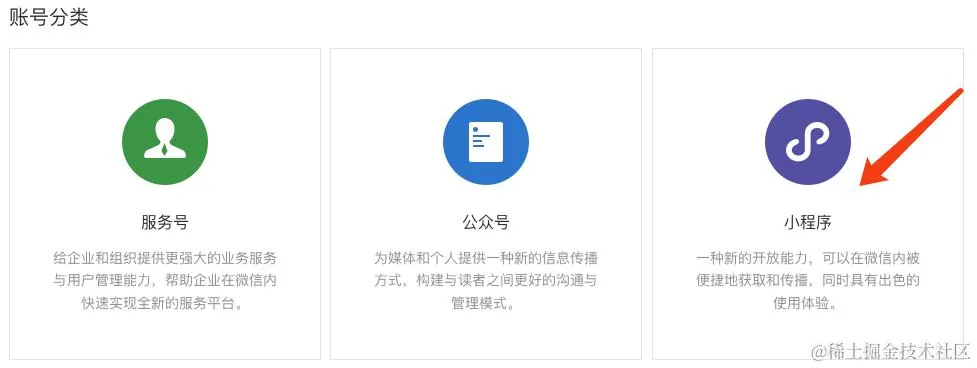 账号分类
服务号
给企业和组织提供更强大的业务服务
与用户管理能力，帮助企业在微信内
快速实现全新的服务平台。
公众号
为媒体和个人提供一种新的信息传播
方式，构建与读者之间更好的沟通与
管理模式。
小程序
一种新的开放能力，可以在微信内被
便捷地获取和传播，同时具有出色的
使用体验。
@稀土掘金技术社区